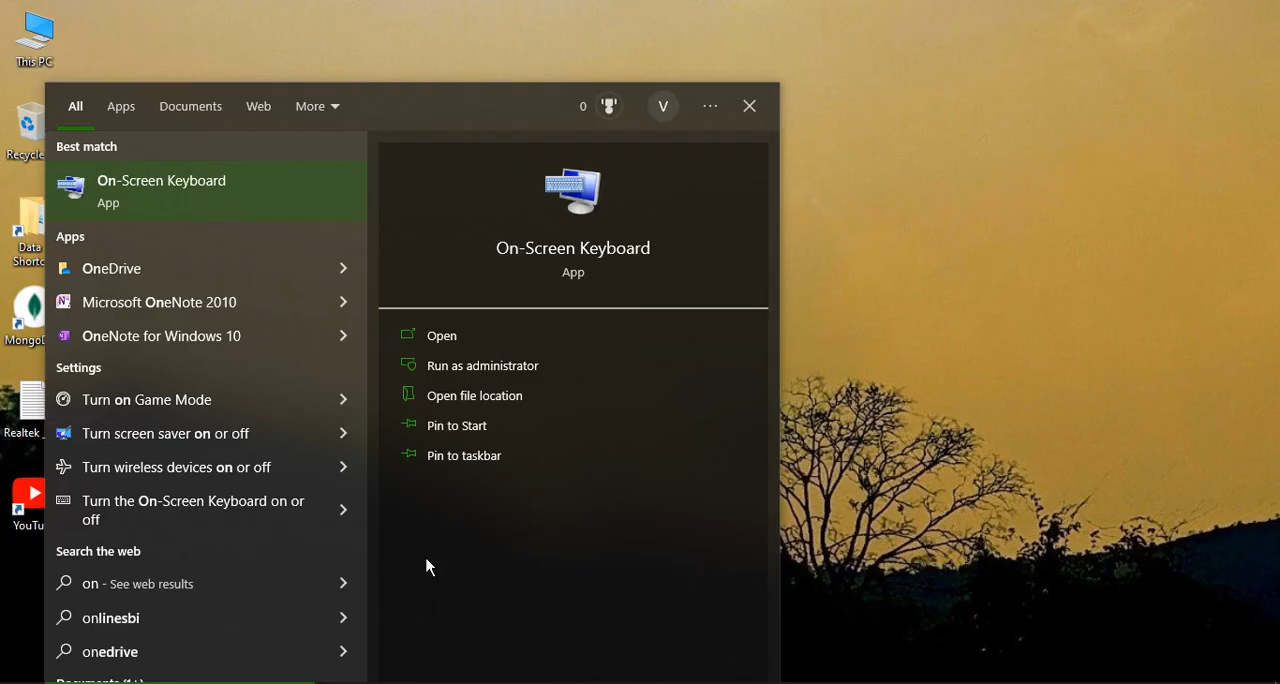 This PC
Recycle
Data
Shortc
MongoD
Realtek
YouTu
All
Apps
Documents
Web
More
0
V
Best match
On-Screen Keyboard
App
Apps
OneDrive
Microsoft OneNote 2010
OneNote for Windows 10
Settings
Turn on Game Mode
Turn screen saver on or off
Turn wireless devices on or off
Turn the On-Screen Keyboard on or
off
Search the web
on - See web results
onlinesbi
onedrive
On-Screen Keyboard
App
Open
Run as administrator
Open file location
Pin to Start
Pin to taskbar